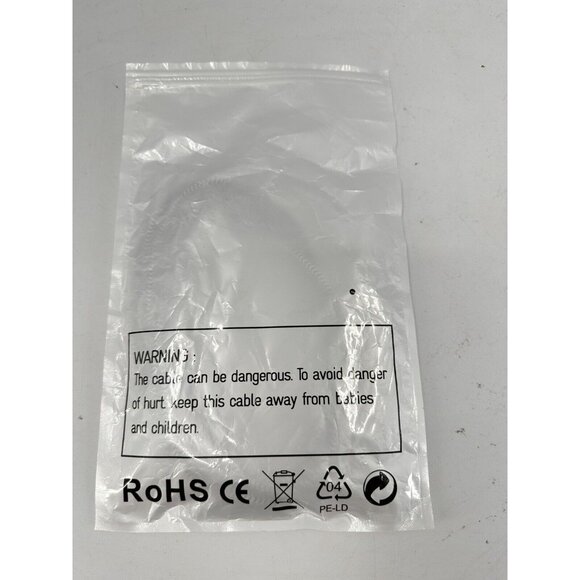 WARNING :
The cable can be dangerous. To avoid danger
of hurt. keep this cable away from babies
and children.
RoHS CE 04
PE-LD